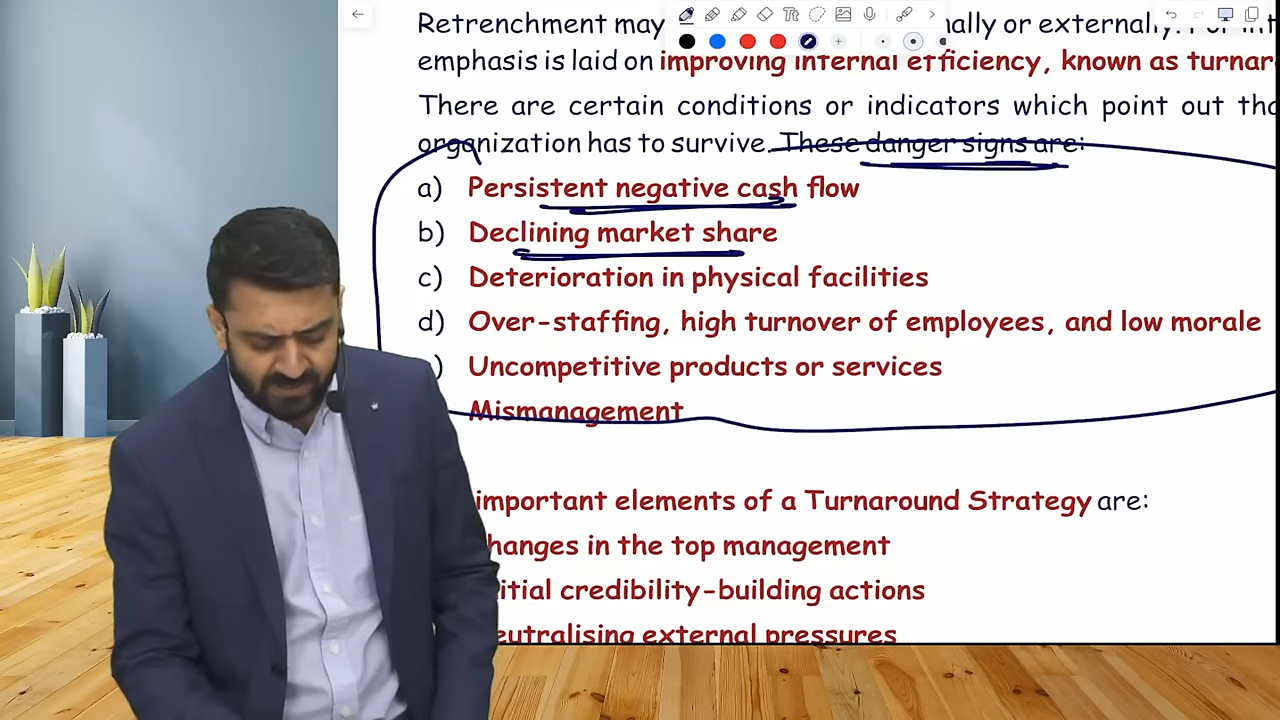 Retrenchment may nally or externally.
emphasis is laid on improving internal efficiency, known as turnar
There are certain conditions or indicators which point out tha
organization has to survive. These danger signs are:
a) Persistent negative cash flow
b) Declining market share
c) Deterioration in physical facilities
d) Over-staffing, high turnover of employees, and low morale
) Uncompetitive products or services
Mismanagement
important elements of a Turnaround Strategy are:
hanges in the top management
itial credibility-building actions
eutralising external pressures